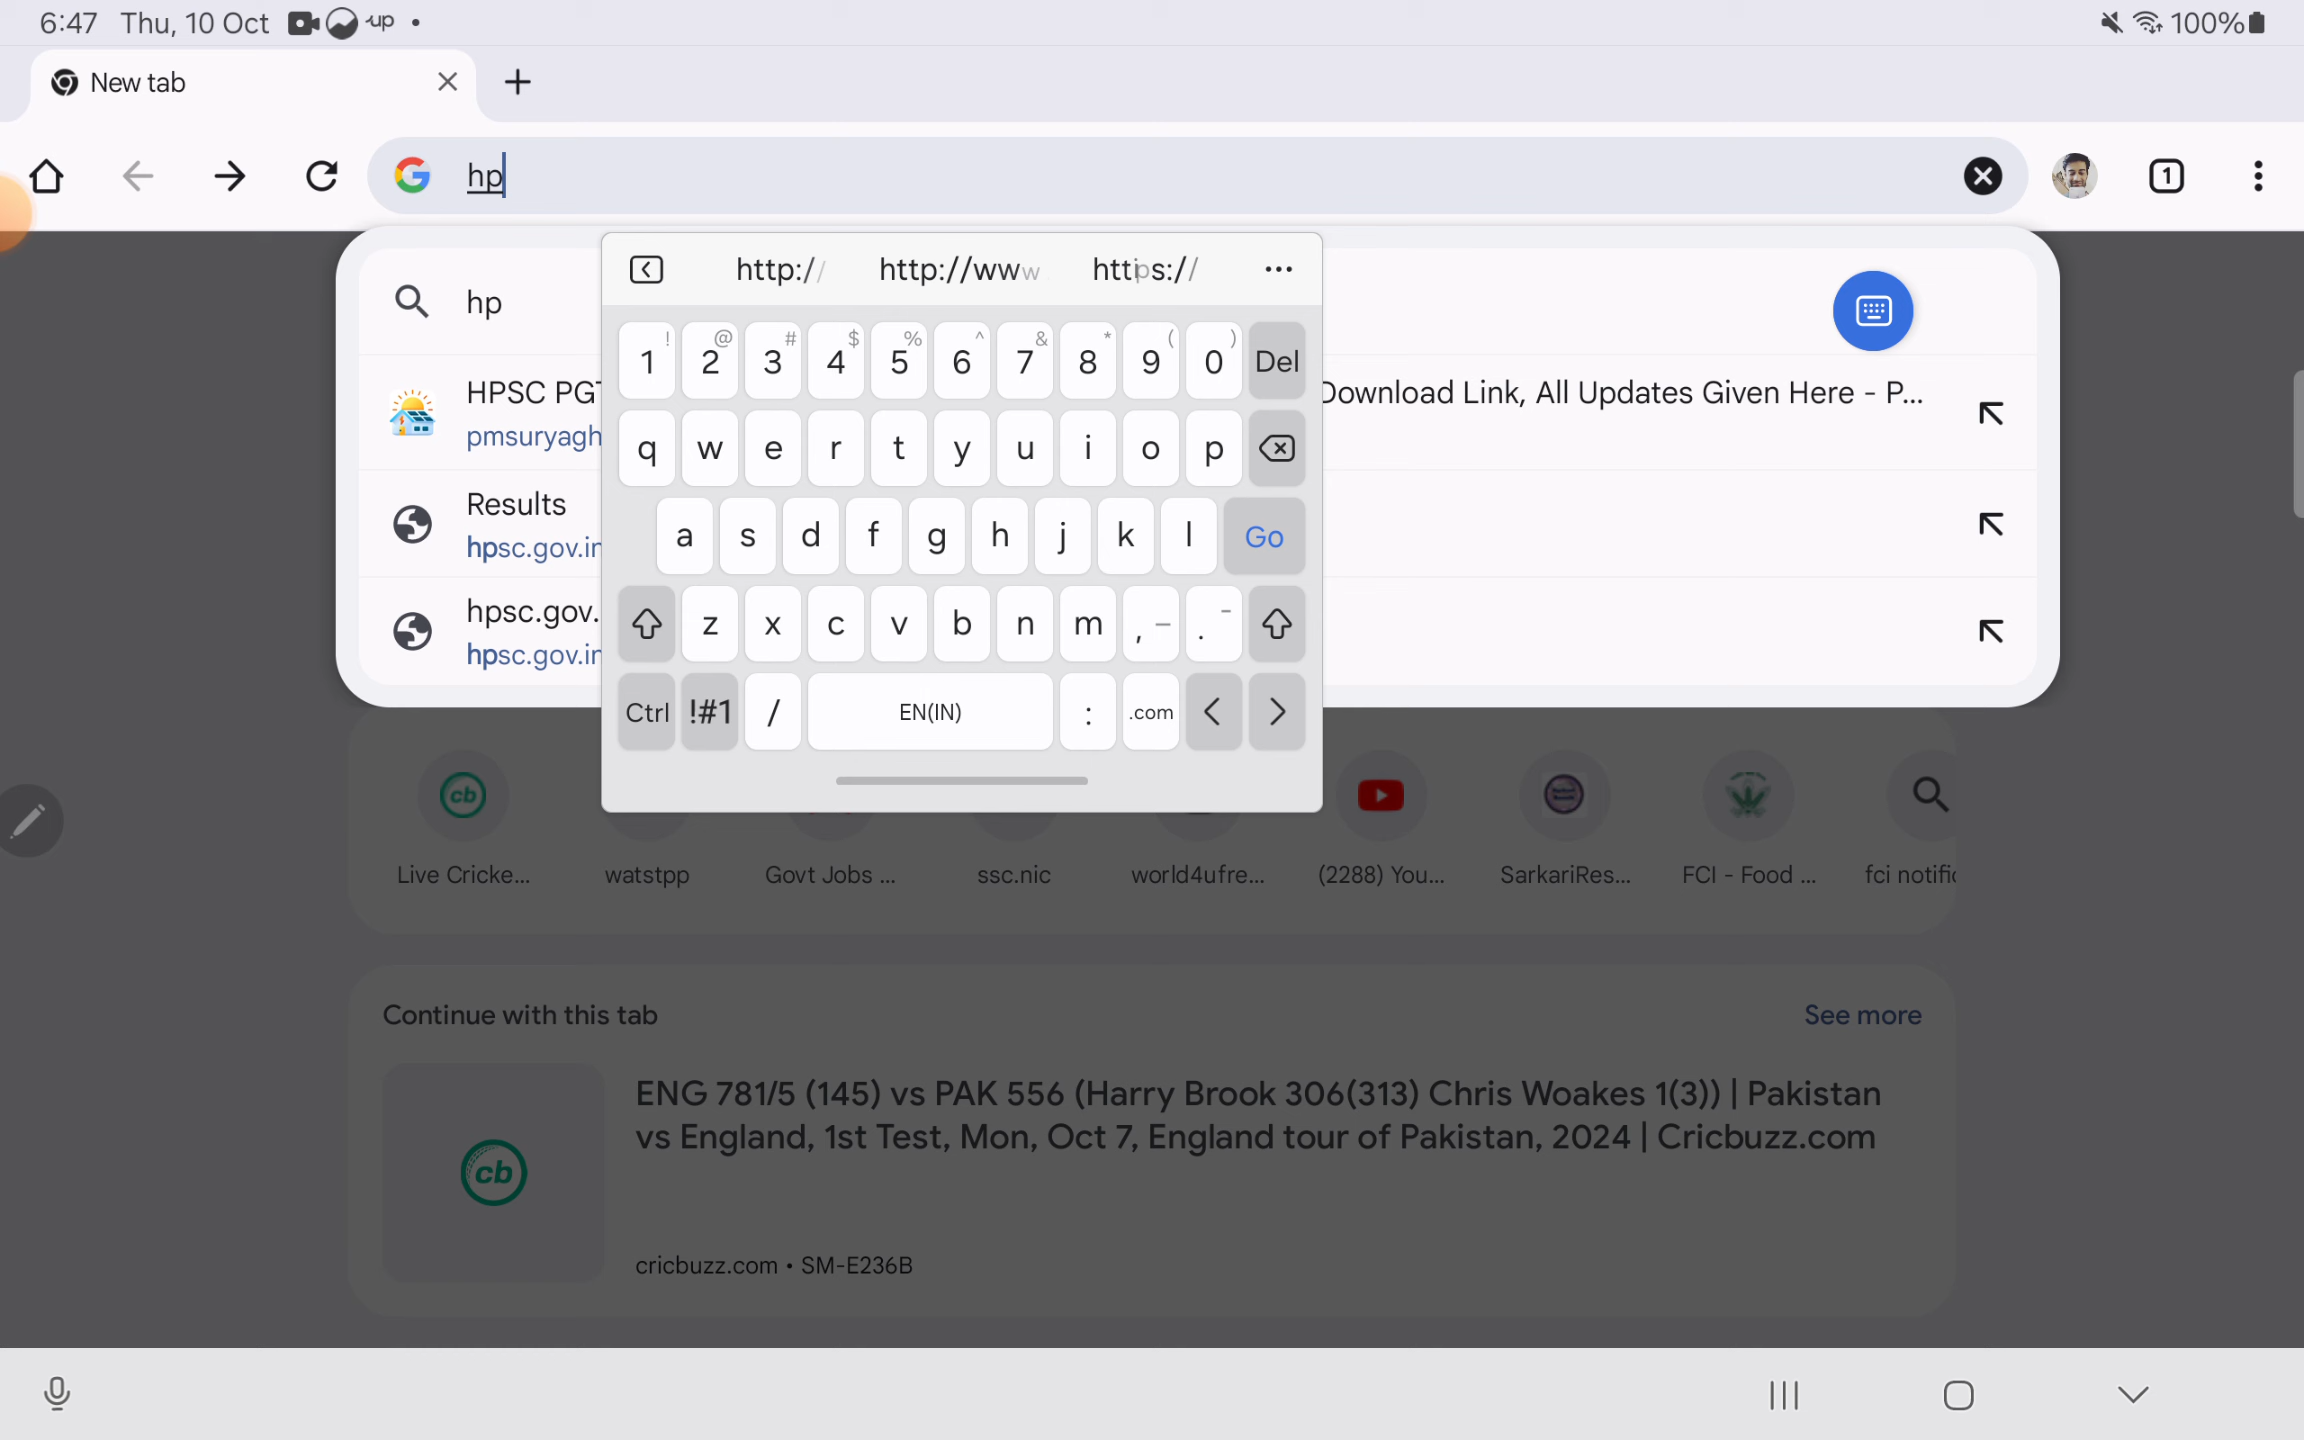 6:47 Thu, 10 Oct up • 100%
New tab
hp
http:// http://www https://
hp
HPSC PGT Download Link, All Updates Given Here - P...
pmsuryagh
Results
hpsc.gov.in
hpsc.gov.
hpsc.gov.in
! @ # $ % ^ & * ( )
1 2 3 4 5 6 7 8 9 0 Del
q w e r t y u i o p
a s d f g h j k l Go
z x c v b n m , - . -
Ctrl !#1 / EN(IN) : .com < >
cb
Live Cricke... watstpp Govt Jobs ... ssc.nic world4ufre... (2288) You... SarkariRes... FCI - Food ... fci notific
Continue with this tab See more
ENG 781/5 (145) vs PAK 556 (Harry Brook 306(313) Chris Woakes 1(3)) | Pakistan
vs England, 1st Test, Mon, Oct 7, England tour of Pakistan, 2024 | Cricbuzz.com
cb
cricbuzz.com • SM-E236B